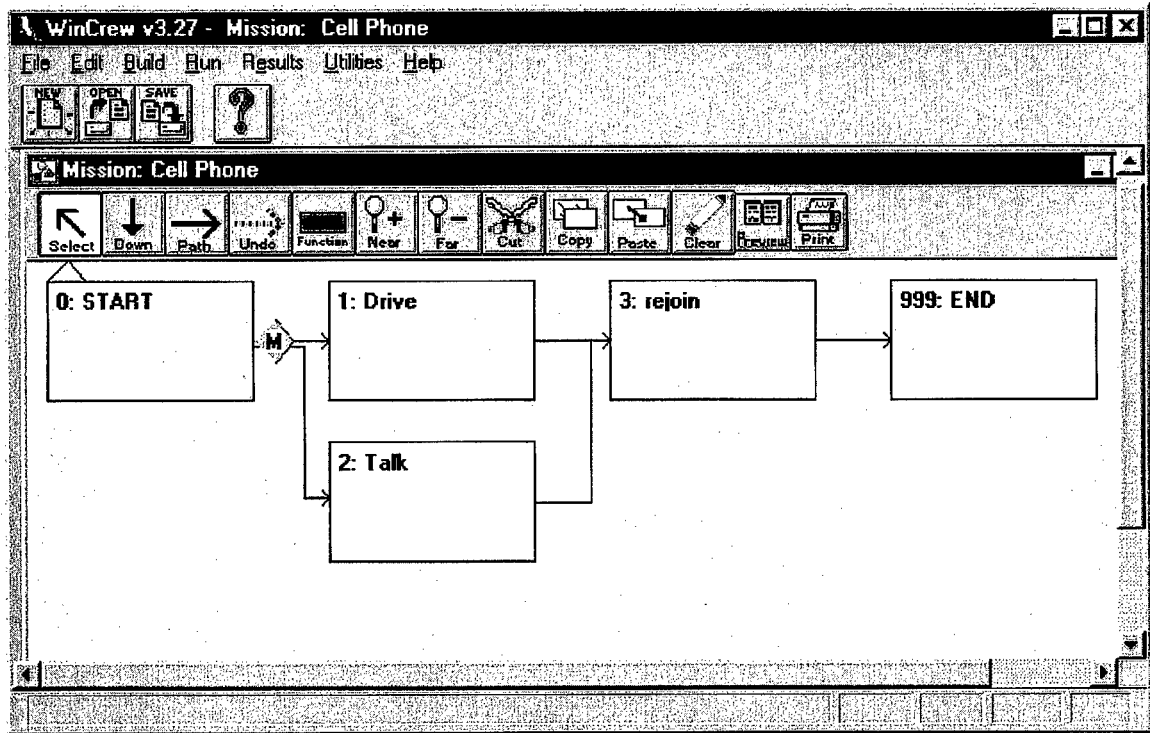 WinCrew v3.27 - Mission: Cell Phone
File Edit Build Run Results Utilities Help
NEW OPEN SAVE
Mission: Cell Phone
Select Down Path Undo Function Near Far Cut Copy Paste Clear Preview Print
0: START 1: Drive 3: rejoin 999: END
M
2: Talk